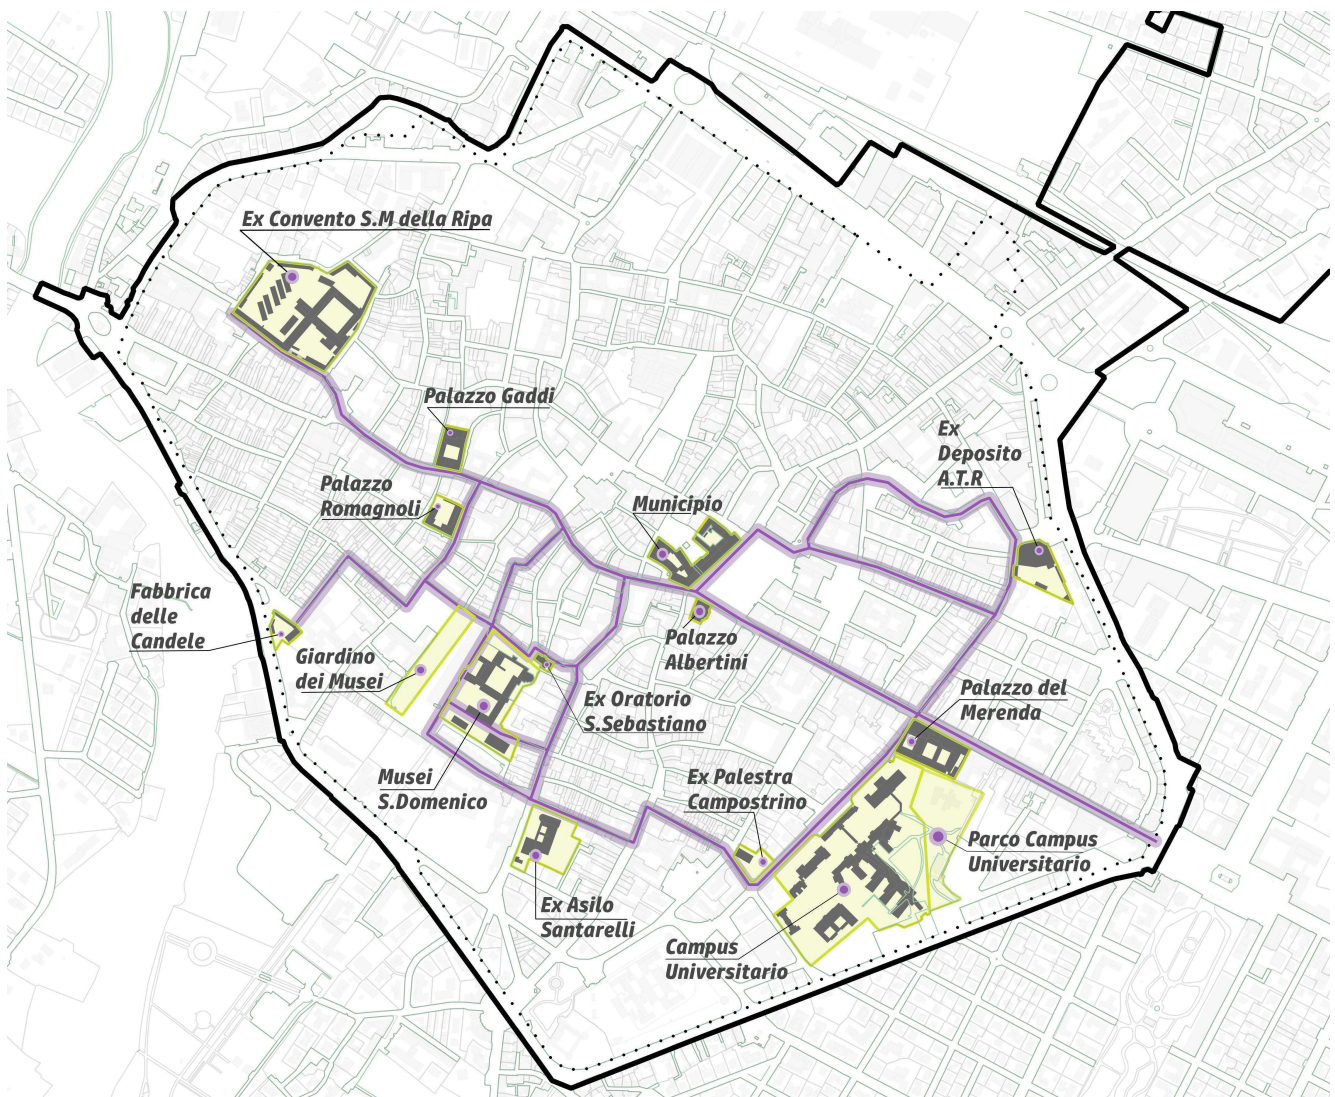 Ex Convento S.M della Ripa
Palazzo Gaddi
Palazzo
Romagnoli
Municipio
Ex
Deposito
A.T.R
Fabbrica
delle
Candele
Giardino
dei Musei
Palazzo
Albertini
Ex Oratorio
S.Sebastiano
Palazzo del
Merenda
Musei
S.Domenico
Ex Palestra
Campostrino
Parco Campus
Universitario
Ex Asilo
Santarelli
Campus
Universitario